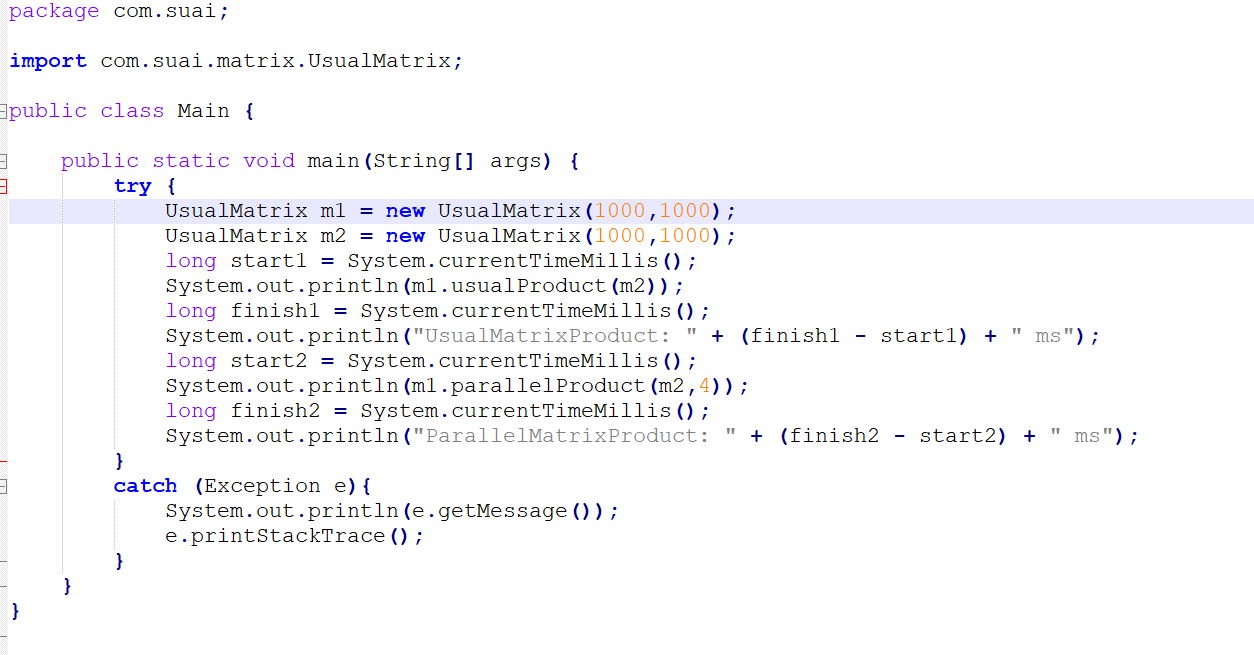 package com.suai;
import com.suai.matrix.UsualMatrix;
public class Main {
public static void main(String[] args) {
try {
UsualMatrix m1 = new UsualMatrix(1000,1000);
UsualMatrix m2 = new UsualMatrix(1000,1000);
long start1 = System.currentTimeMillis();
System.out.println(m1.usualProduct(m2));
long finish1 = System.currentTimeMillis();
System.out.println("UsualMatrixProduct: " + (finish1 - start1) + " ms");
long start2 = System.currentTimeMillis();
System.out.println(m1.parallelProduct(m2,4));
long finish2 = System.currentTimeMillis();
System.out.println("ParallelMatrixProduct: " + (finish2 - start2) + " ms");
}
catch (Exception e){
System.out.println(e.getMessage());
e.printStackTrace();
}
}
}